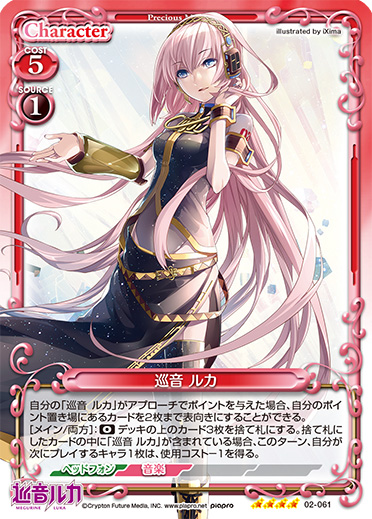 Precious M
illustrated by iXima
Character
COST
5
SOURCE
1
巡音 ルカ
自分の「巡音 ルカ」がアプローチでポイントを与えた場合、自分のポイ
ント置き場にあるカードを2枚まで表向きにすることができる。
[メイン/両方]: デッキの上のカード3枚を捨て札にする。捨て札に
したカードの中に「巡音 ルカ」が含まれている場合、このターン、自分が
次にプレイするキャラ1枚は、使用コスト-1を得る。
ヘッドフォン 音楽
巡音ルカ
MEGURINE LUKA
©Crypton Future Media, INC. www.piapro.net piapro
02-061